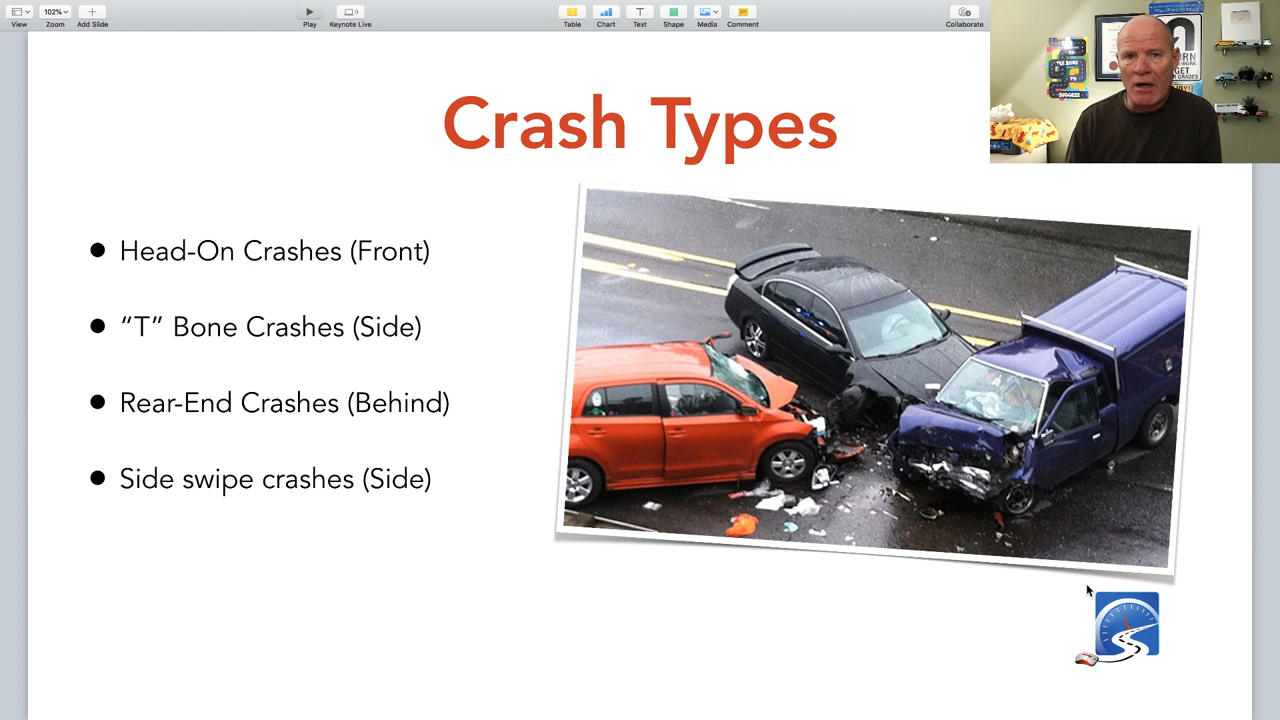 102%
View
Zoom
Add Slide
Play
Keynote Live
Table
Chart
Text
Shape
Media
Comment
Collaborate
Crash Types
Head-On Crashes (Front)
“T” Bone Crashes (Side)
Rear-End Crashes (Behind)
Side swipe crashes (Side)
SUCCESS